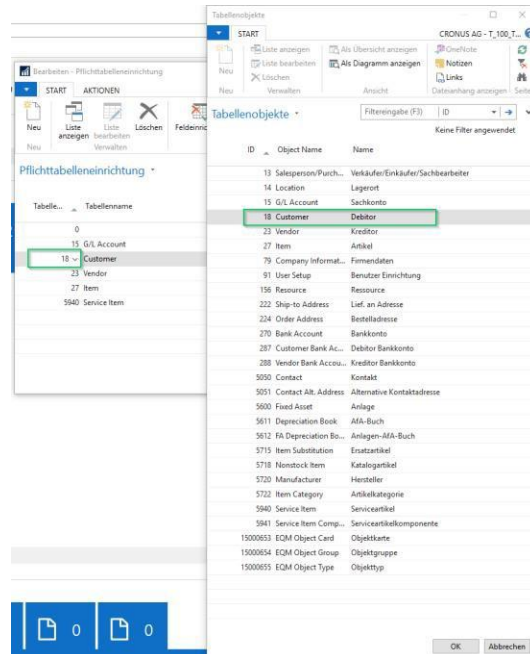 Tabellenobjekte
START
CRONUS AG - T_100_T...
Neu
Liste anzeigen
Liste bearbeiten
Löschen
Als Übersicht anzeigen
Als Diagramm anzeigen
OneNote
Notizen
Links
Neu
Verwalten
Ansicht
Dateianhang anzeigen
Seite
Tabellenobjekte
Filtereingabe (F3)
ID
Keine Filter angewendet
ID Object Name Name
13 Salesperson/Purch... Verkäufer/Einkäufer/Sachbearbeiter
14 Location Lagerort
15 G/L Account Sachkonto
18 Customer Debitor
23 Vendor Kreditor
27 Item Artikel
79 Company Informat... Firmendaten
91 User Setup Benutzer Einrichtung
156 Resource Ressource
222 Ship-to Address Lief. an Adresse
224 Order Address Bestelladresse
270 Bank Account Bankkonto
287 Customer Bank Ac... Debitor Bankkonto
288 Vendor Bank Accou... Kreditor Bankkonto
5050 Contact Kontakt
5051 Contact Alt. Address Alternative Kontaktadresse
5600 Fixed Asset Anlage
5611 Depreciation Book AfA-Buch
5612 FA Depreciation Bo... Anlagen-AfA-Buch
5715 Item Substitution Ersatzartikel
5718 Nonstock Item Katalogartikel
5720 Manufacturer Hersteller
5722 Item Category Artikelkategorie
5940 Service Item Serviceartikel
5941 Service Item Comp... Serviceartikelkomponente
15000653 EQM Object Card Objektkarte
15000654 EQM Object Group Objektgruppe
15000655 EQM Object Type Objekttyp
OK
Abbrechen
Bearbeiten - Pflichttabelleneinrichtung
START
AKTIONEN
Neu
Liste anzeigen
Liste bearbeiten
Löschen
Feldeinric
Neu
Verwalten
Pflichttabelleneinrichtung
Tabelle... Tabellenname
0
15 G/L Account
18 Customer
23 Vendor
27 Item
5940 Service Item
0
0